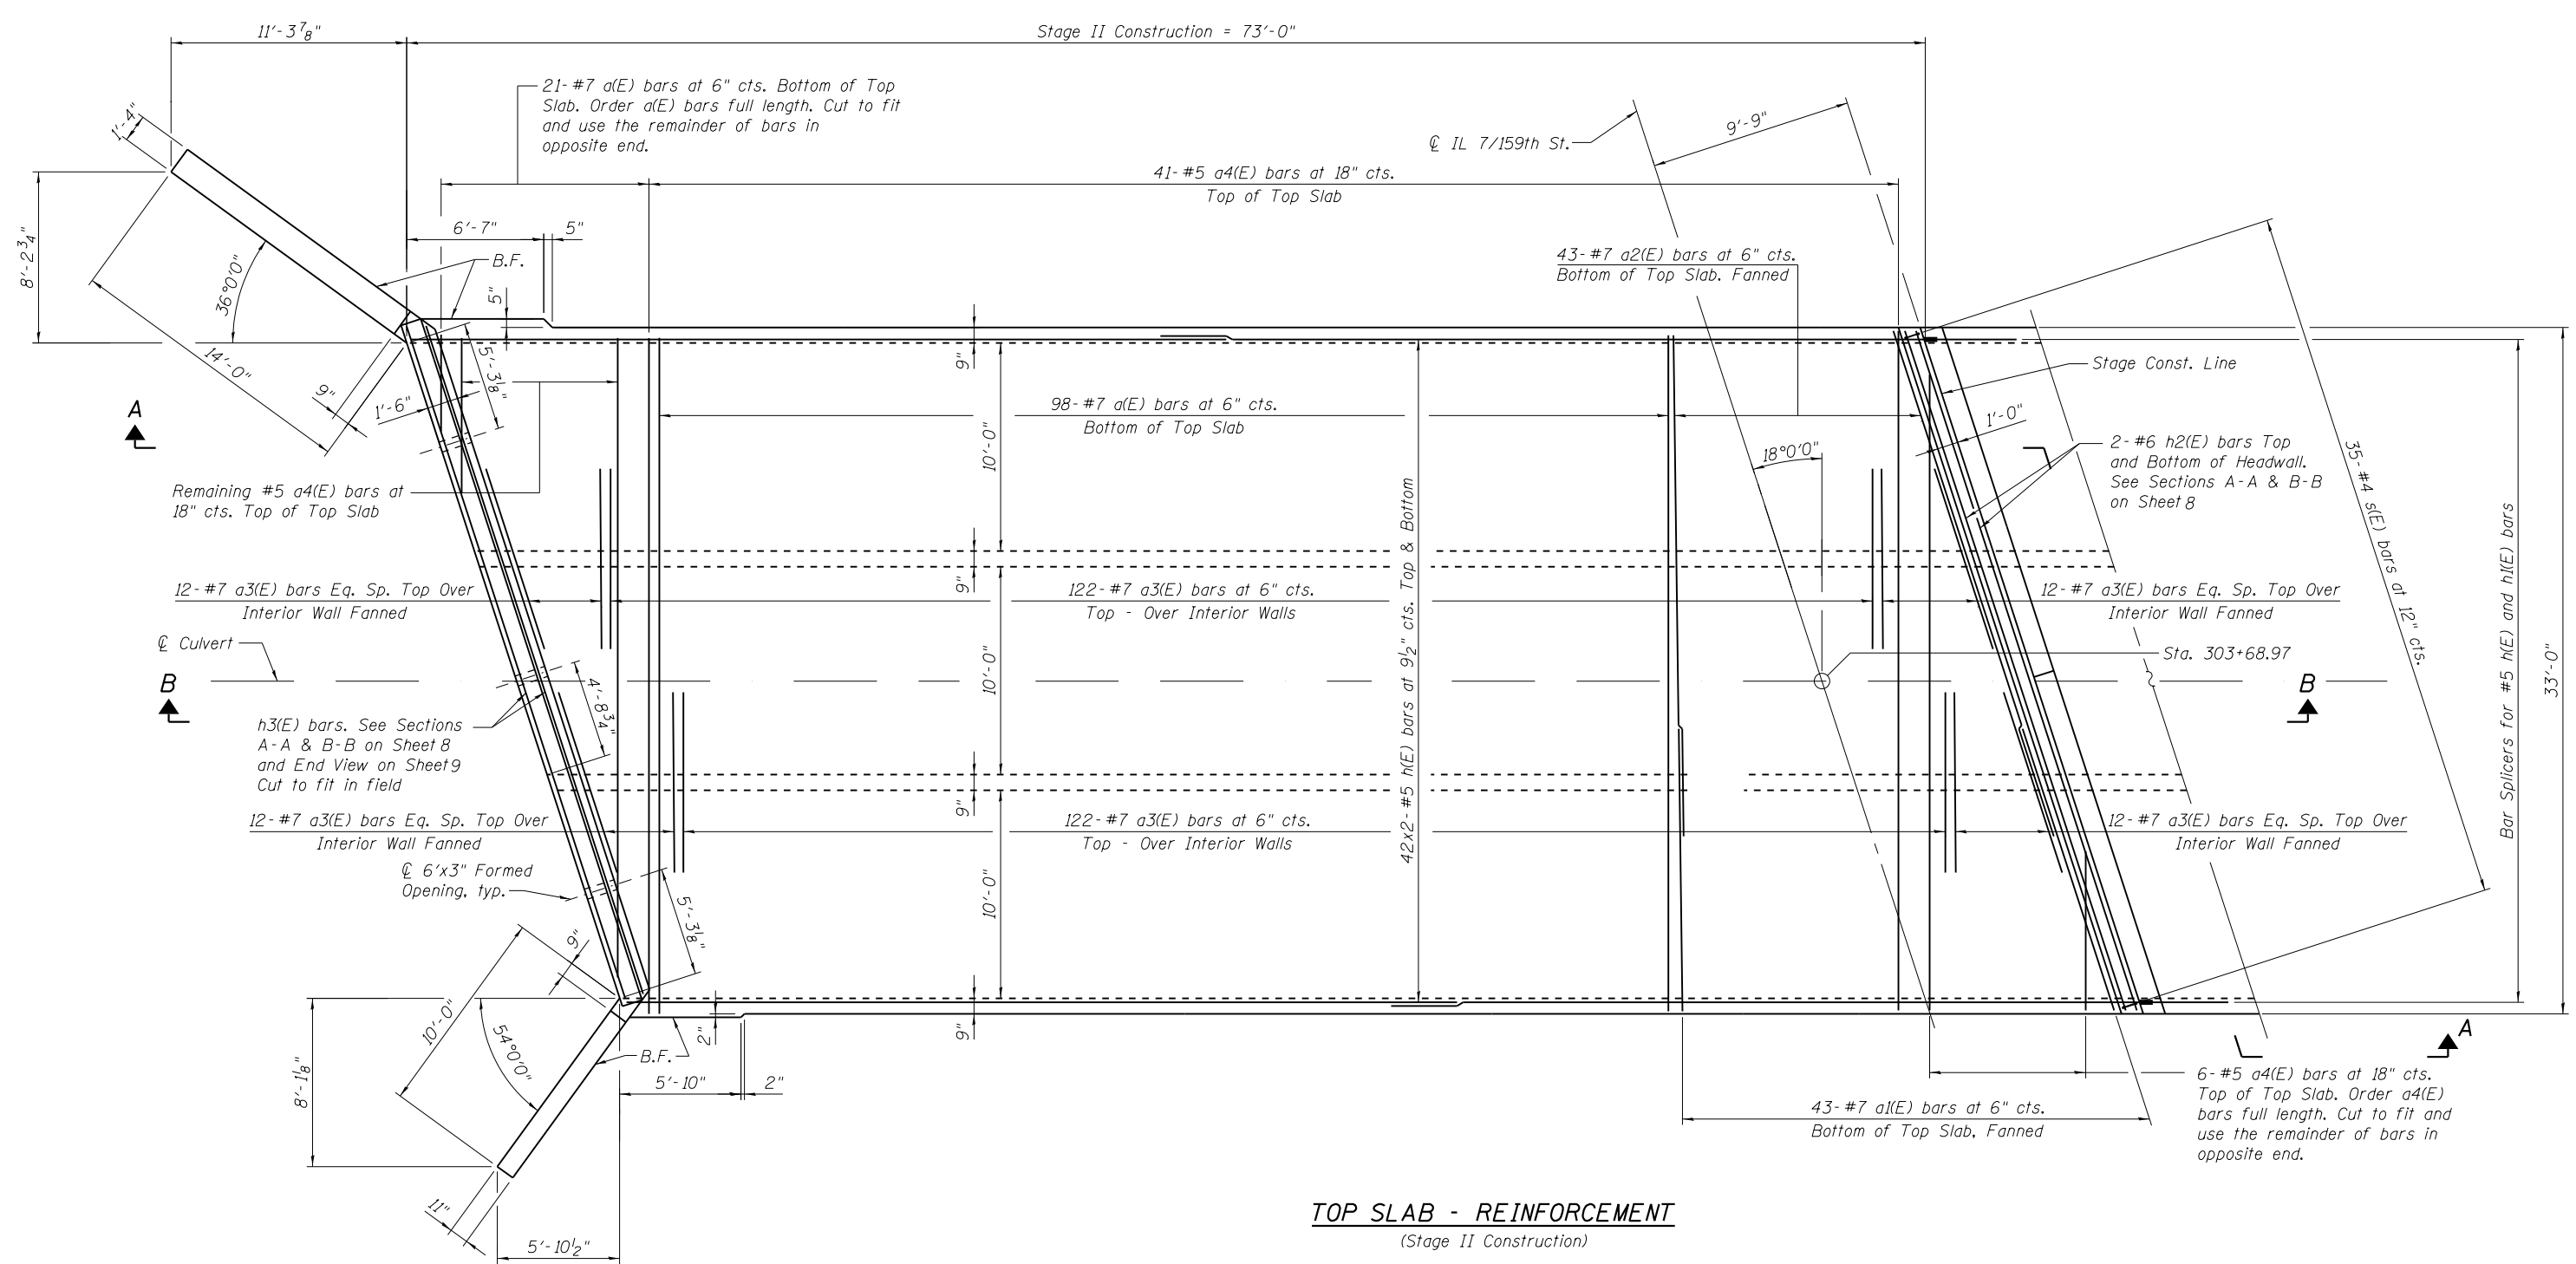 11'-3 7/8"
Stage II Construction = 73'-0"
21-#7 a(E) bars at 6" cts. Bottom of Top
Slab. Order a(E) bars full length. Cut to fit
and use the remainder of bars in
opposite end.
1'-4"
9'-9"
℄ IL 7/159th St.
41-#5 a4(E) bars at 18" cts.
Top of Top Slab
8'-2 3/4"
6'-7"
5"
B.F.
36°0'0"
5"
43-#7 a2(E) bars at 6" cts.
Bottom of Top Slab. Fanned
14'-0"
9"
5'-3 1/8"
1'-6"
9"
Stage Const. Line
A
98-#7 a(E) bars at 6" cts.
Bottom of Top Slab
10'-0"
18°0'0"
1'-0"
2-#6 h2(E) bars Top
and Bottom of Headwall.
See Sections A-A & B-B
on Sheet 8
35-#4 s(E) bars at 12" cts.
Remaining #5 a4(E) bars at
18" cts. Top of Top Slab
42x2-#5 h(E) bars at 9 1/2" cts. Top & Bottom
Bar Splicers for #5 h(E) and h1(E) bars
33'-0"
12-#7 a3(E) bars Eq. Sp. Top Over
Interior Wall Fanned
9"
122-#7 a3(E) bars at 6" cts.
Top - Over Interior Walls
12-#7 a3(E) bars Eq. Sp. Top Over
Interior Wall Fanned
℄ Culvert
Sta. 303+68.97
B
10'-0"
B
4'-8 3/4"
h3(E) bars. See Sections
A-A & B-B on Sheet 8
and End View on Sheet 9
Cut to fit in field
9"
12-#7 a3(E) bars Eq. Sp. Top Over
Interior Wall Fanned
122-#7 a3(E) bars at 6" cts.
Top - Over Interior Walls
12-#7 a3(E) bars Eq. Sp. Top Over
Interior Wall Fanned
℄ 6'x3" Formed
Opening, typ.
10'-0"
5'-3 1/8"
9"
10'-0"
54°0'0"
2"
9"
A
B.F.
8'-1 1/8"
5'-10"
2"
6-#5 a4(E) bars at 18" cts.
Top of Top Slab. Order a4(E)
bars full length. Cut to fit and
use the remainder of bars in
opposite end.
43-#7 a1(E) bars at 6" cts.
Bottom of Top Slab, Fanned
11"
5'-10 1/2"
TOP SLAB - REINFORCEMENT
(Stage II Construction)